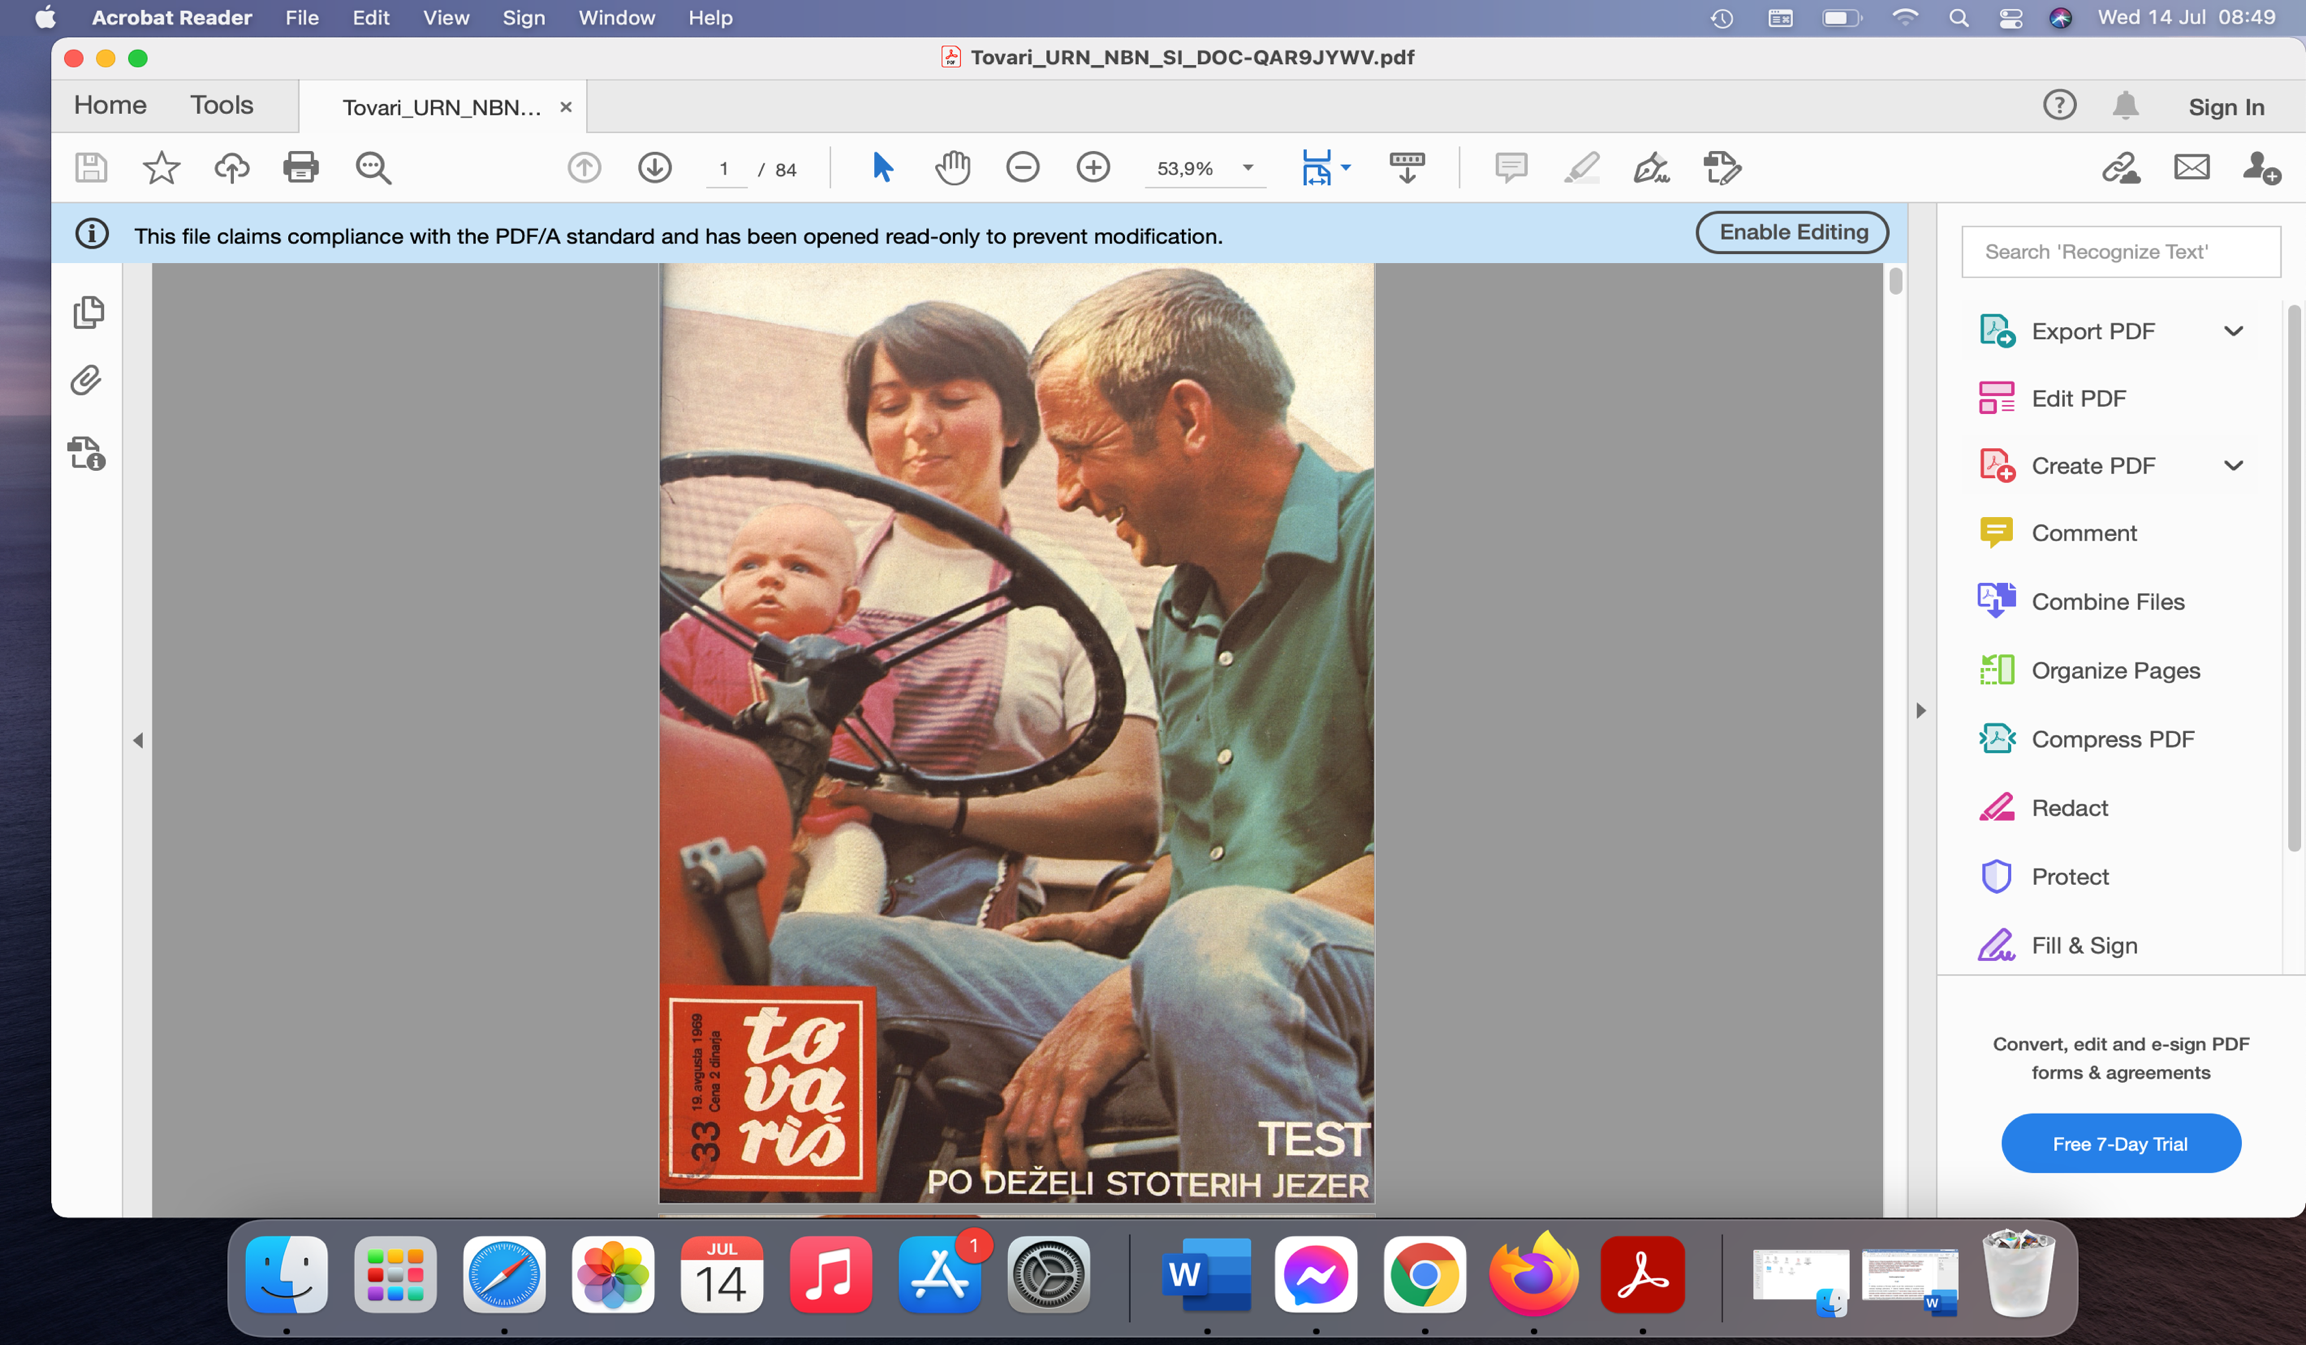 Acrobat Reader File Edit View Sign Window Help Wed 14 Jul 08:49
Tovari_URN_NBN_SI_DOC-QAR9JYWV.pdf
Home Tools Tovari_URN_NBN... × Sign In
1 / 84 53,9%
This file claims compliance with the PDF/A standard and has been opened read-only to prevent modification. Enable Editing
Search 'Recognize Text'
Export PDF
Edit PDF
Create PDF
Comment
Combine Files
Organize Pages
Compress PDF
Redact
Protect
Fill & Sign
Convert, edit and e-sign PDF
forms & agreements
Free 7-Day Trial
33
19. avgusta 1969
Cena 2 dinarja
to
va
riš
TEST
PO DEŽELI STOTERIH JEZER
JUL
14
1
W
W